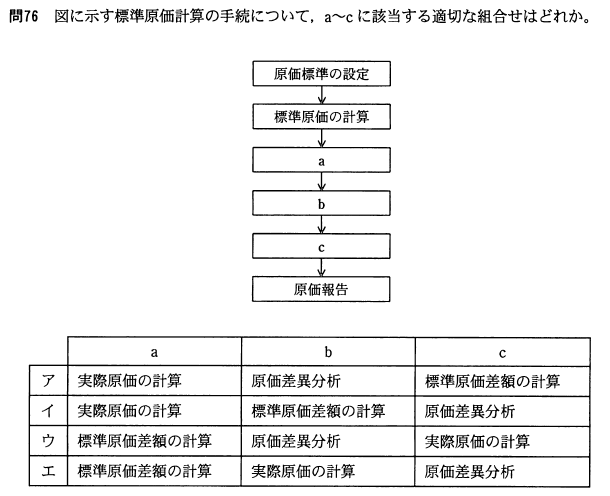 問76 図に示す標準原価計算の手続について，a～cに該当する適切な組合せはどれか。
原価標準の設定
標準原価の計算
a
b
c
原価報告
a b c
ア 実際原価の計算 原価差異分析 標準原価差額の計算
イ 実際原価の計算 標準原価差額の計算 原価差異分析
ウ 標準原価差額の計算 原価差異分析 実際原価の計算
エ 標準原価差額の計算 実際原価の計算 原価差異分析